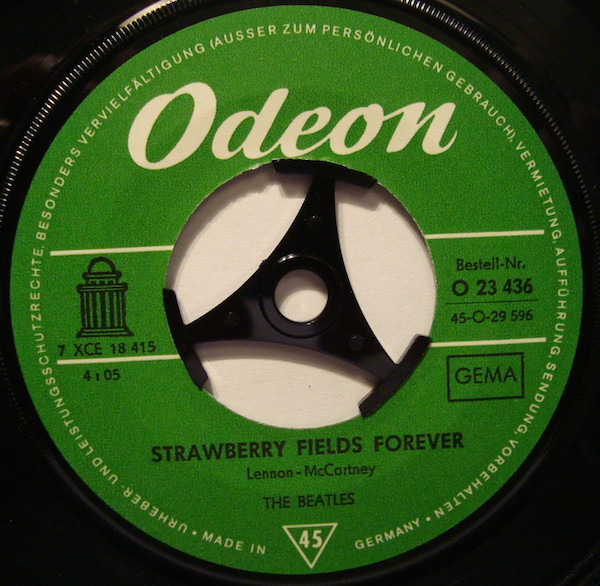 URHEBER- UND LEISTUNGSSCHUTZRECHTE, BESONDERS VERVIELFÄLTIGUNG (AUSSER ZUM PERSÖNLICHEN GEBRAUCH), VERMIETUNG, AUFFÜHRUNG, SENDUNG, VORBEHALTEN •
Odeon
Bestell-Nr.
O 23 436
45-O-29 596
7 XCE 18 415
4:05
GEMA
STRAWBERRY FIELDS FOREVER
Lennon-McCartney
THE BEATLES
• MADE IN
45
GERMANY •